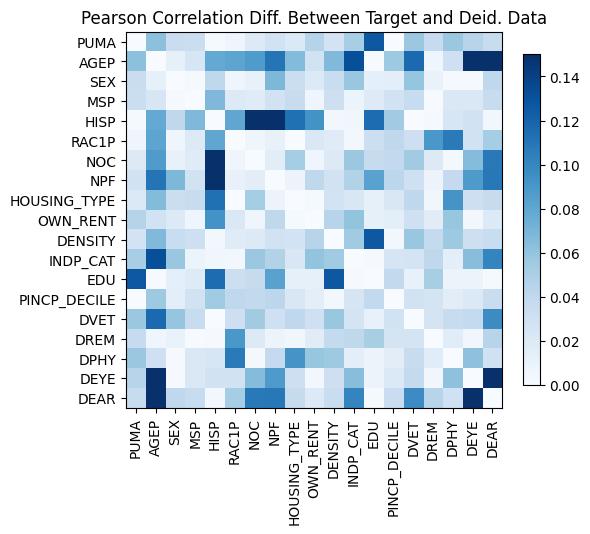 Pearson Correlation Diff. Between Target and Deid. Data
PUMA
AGEP
SEX
MSP
HISP
RAC1P
NOC
NPF
HOUSING_TYPE
OWN_RENT
DENSITY
INDP_CAT
EDU
PINCP_DECILE
DVET
DREM
DPHY
DEYE
DEAR
PUMA
AGEP
SEX
MSP
HISP
RAC1P
NOC
NPF
HOUSING_TYPE
OWN_RENT
DENSITY
INDP_CAT
EDU
PINCP_DECILE
DVET
DREM
DPHY
DEYE
DEAR
0.14
0.12
0.10
0.08
0.06
0.04
0.02
0.00